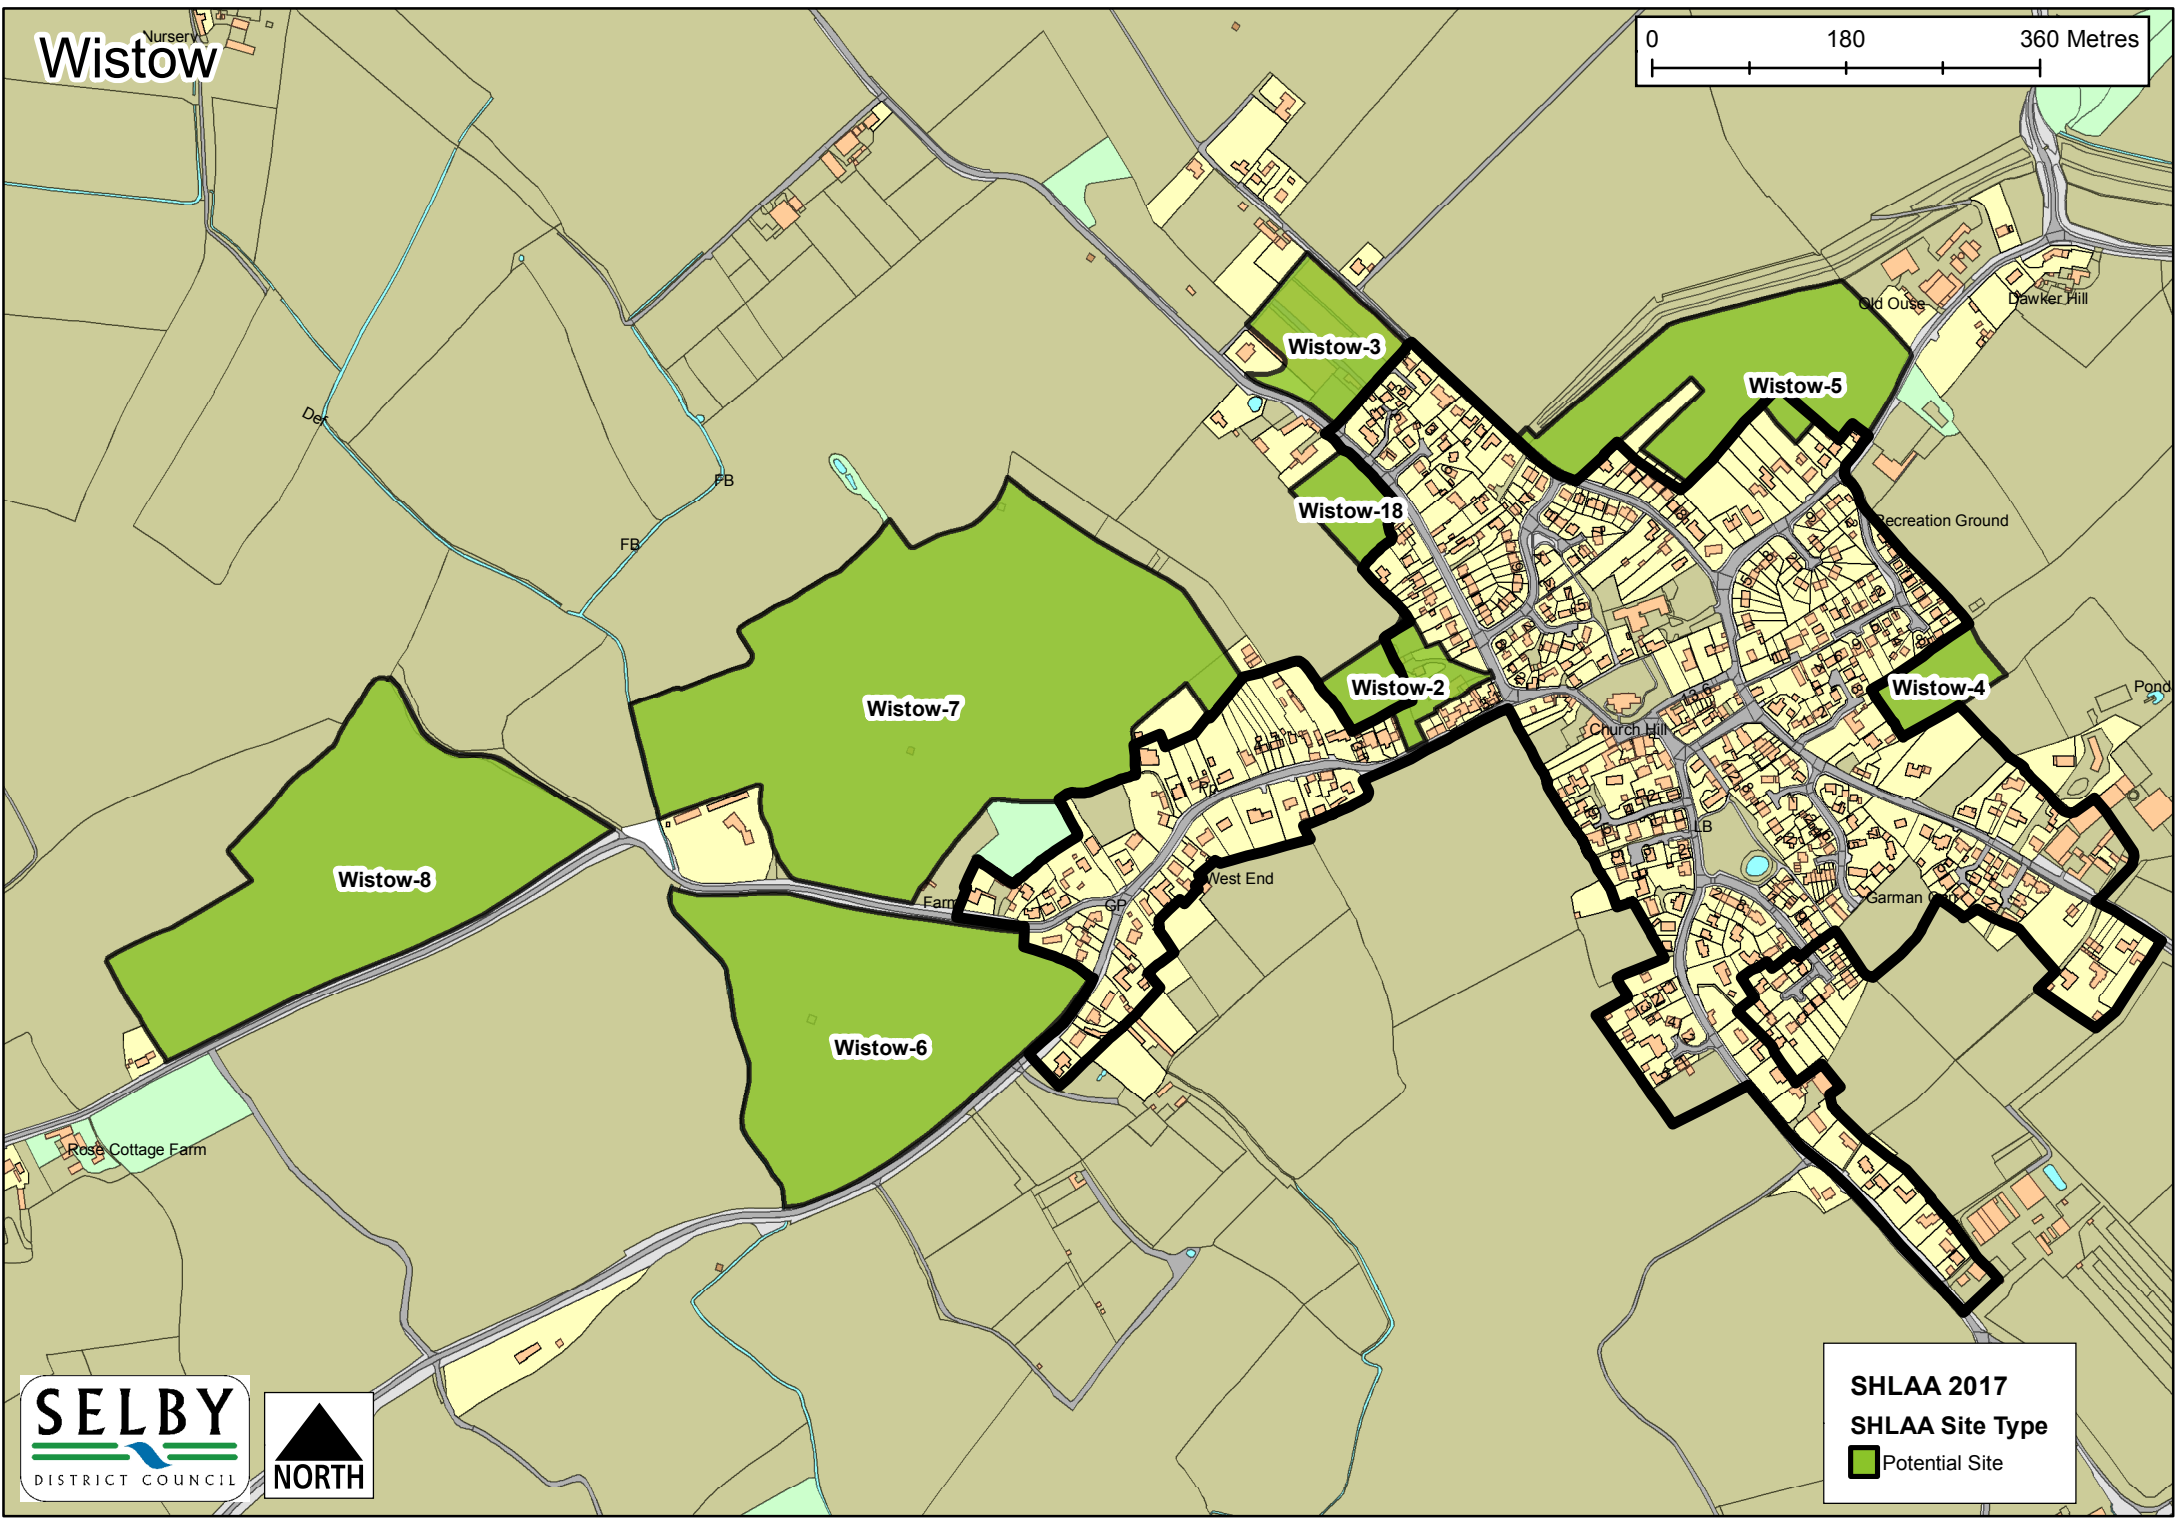 Wistow
Nursery
0 180 360 Metres
Old Ouse
Dawker Hill
Wistow-3
Wistow-5
Der
FB
Wistow-18
Recreation Ground
FB
Wistow-7
Wistow-2
Wistow-4
Pond
Church Hill
LB
Wistow-8
West End
Farm
GP
Garman
Wistow-6
Rose Cottage Farm
SELBY
DISTRICT COUNCIL
NORTH
SHLAA 2017
SHLAA Site Type
Potential Site